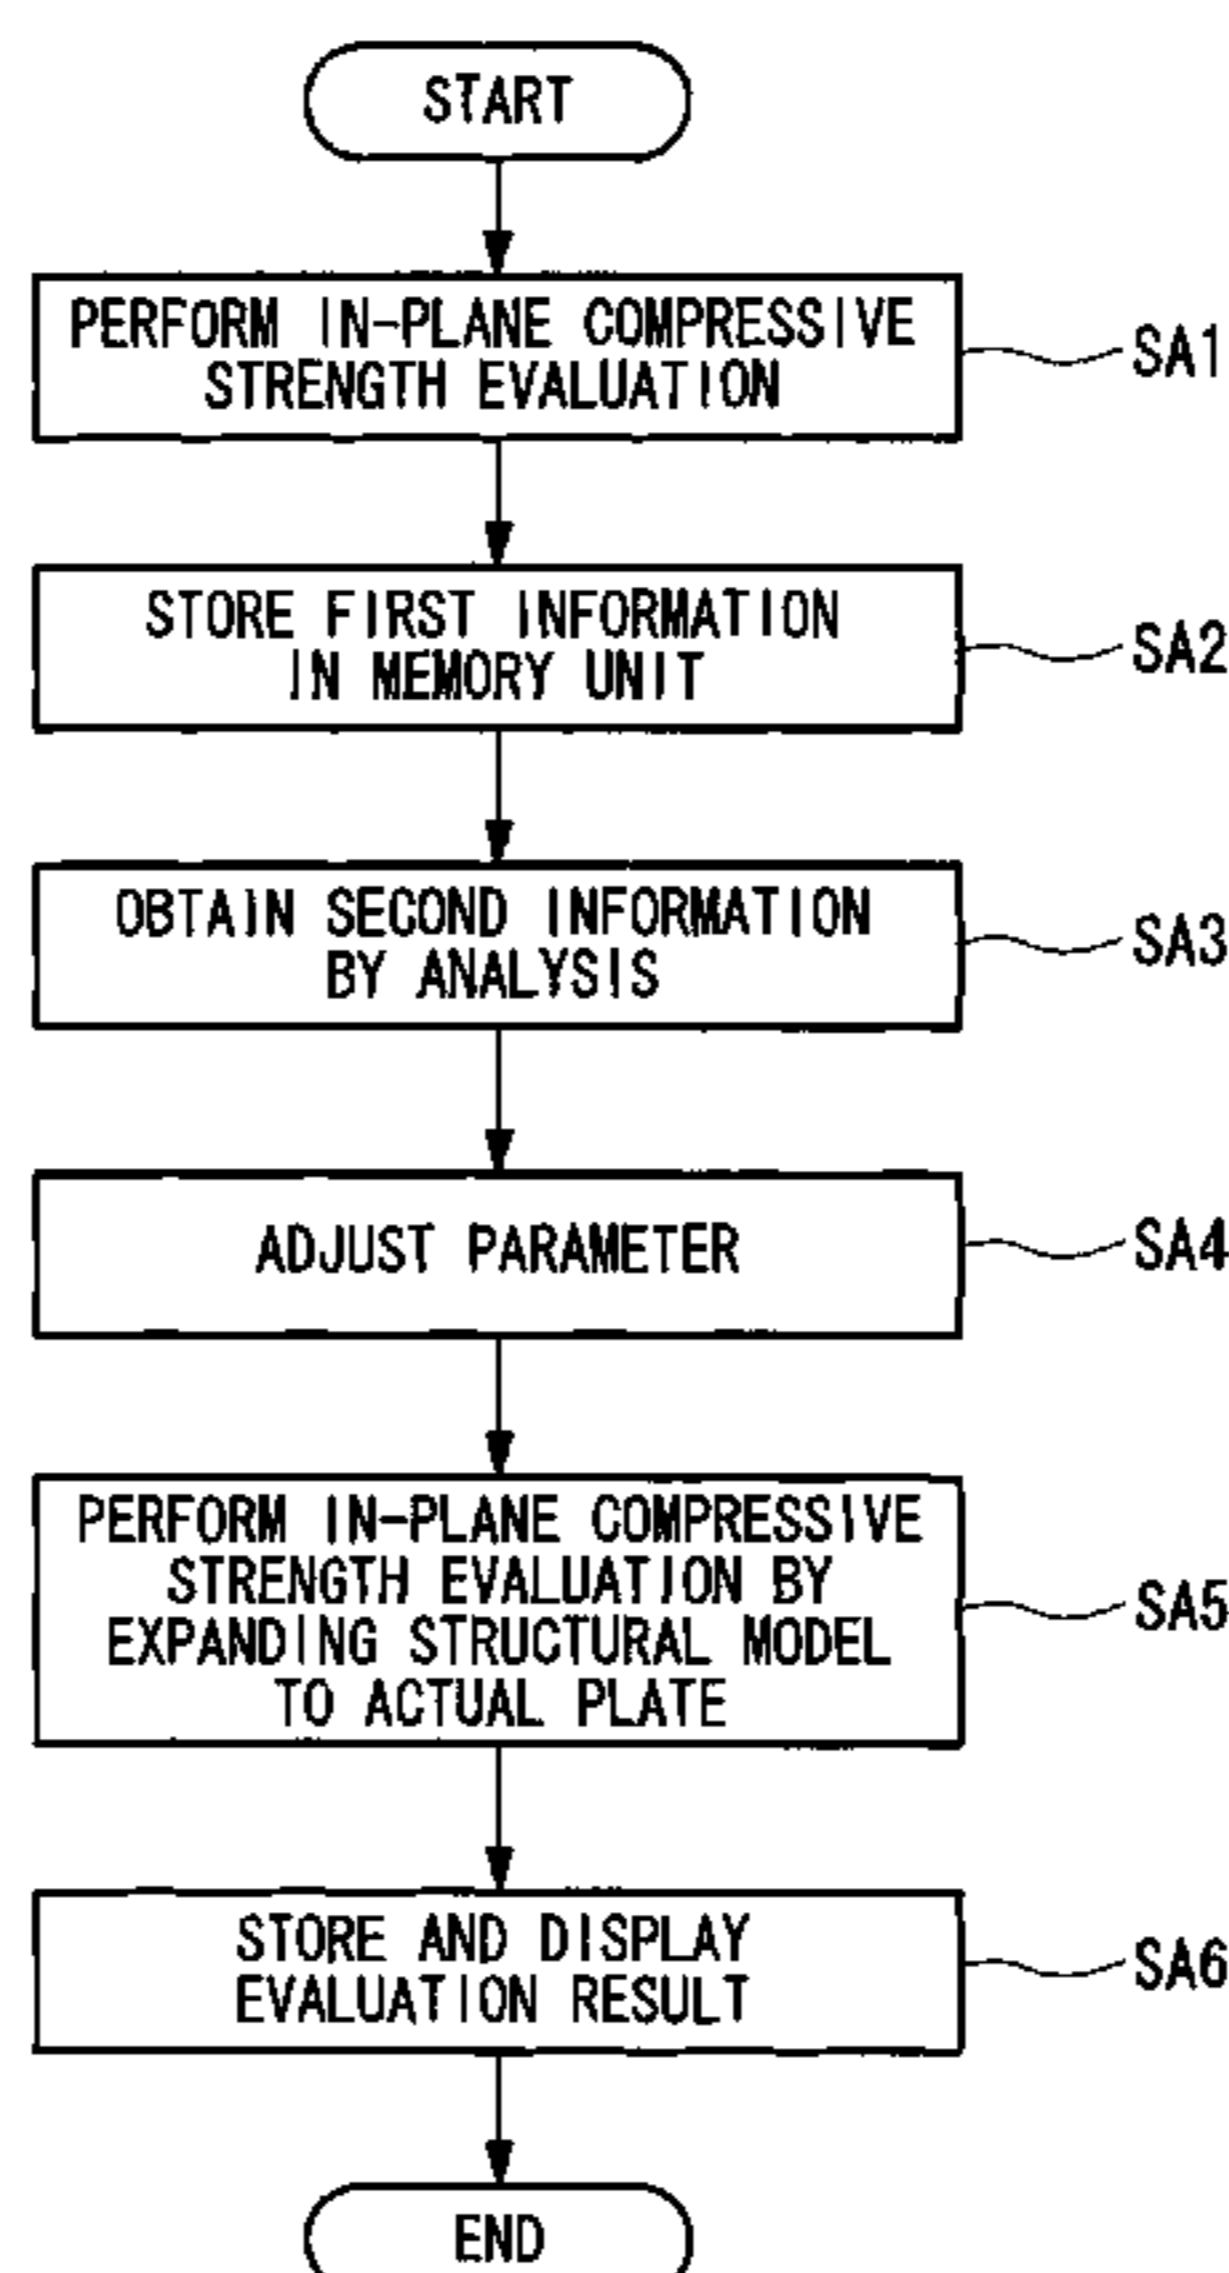 START
PERFORM IN-PLANE COMPRESSIVE
STRENGTH EVALUATION
SA1
STORE FIRST INFORMATION
IN MEMORY UNIT
SA2
OBTAIN SECOND INFORMATION
BY ANALYSIS
SA3
ADJUST PARAMETER
SA4
PERFORM IN-PLANE COMPRESSIVE
STRENGTH EVALUATION BY
EXPANDING STRUCTURAL MODEL
TO ACTUAL PLATE
SA5
STORE AND DISPLAY
EVALUATION RESULT
SA6
END